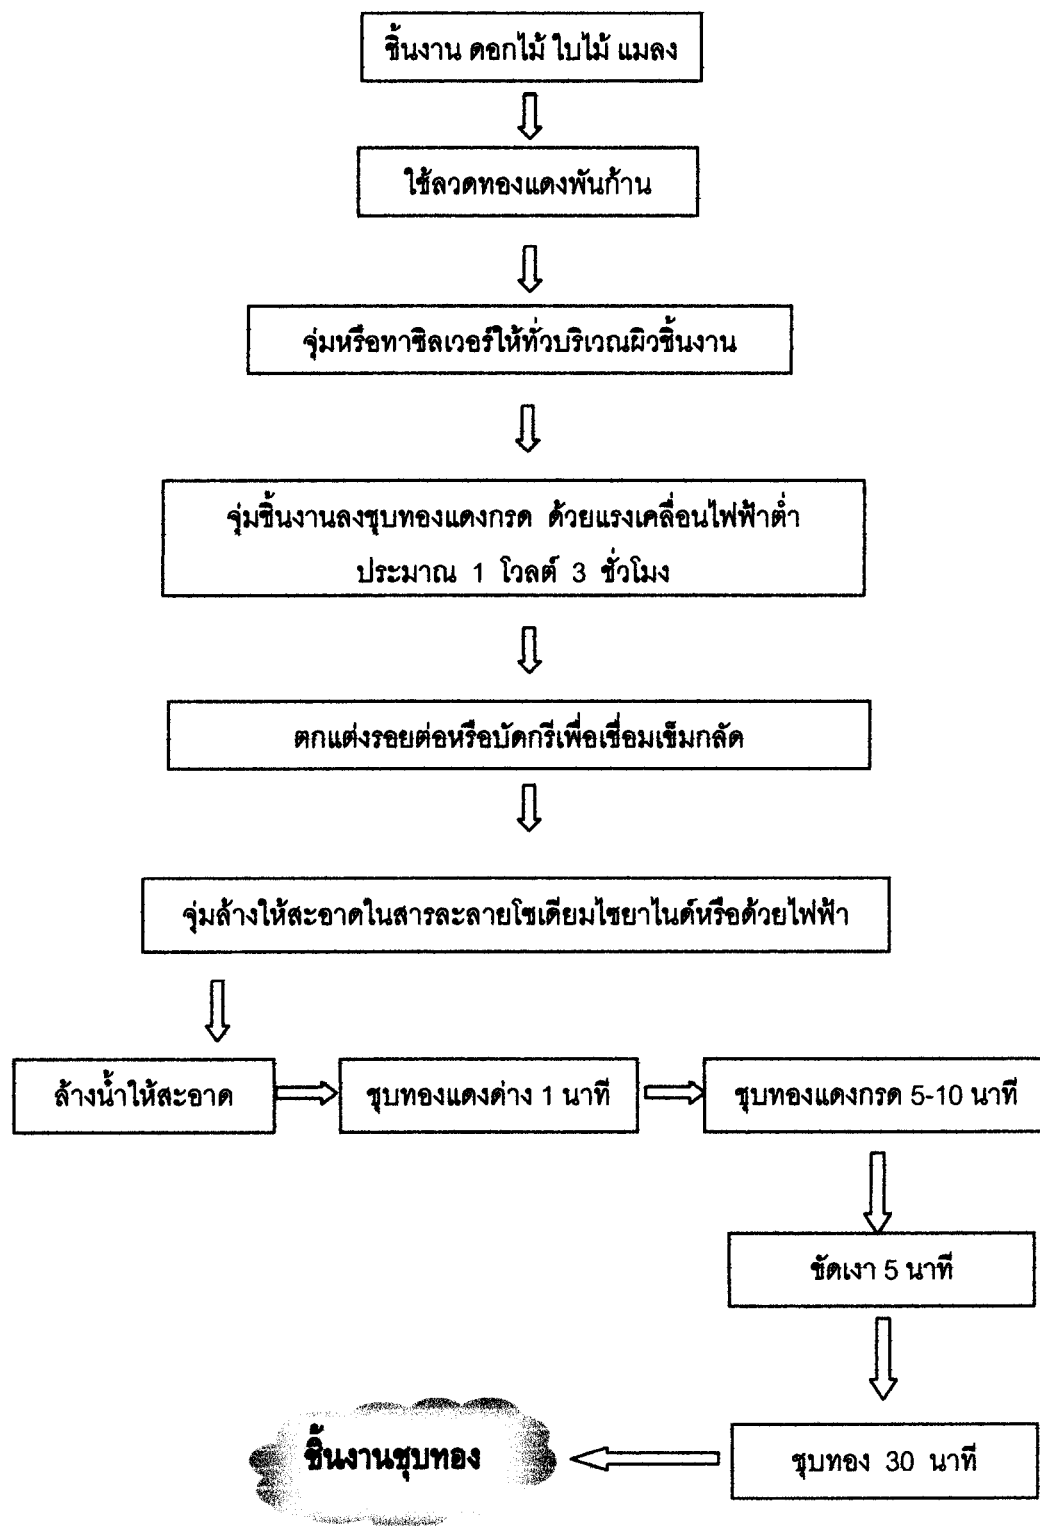 ชิ้นงาน ดอกไม้ ใบไม้ แมลง
ใช้ลวดทองแดงพันก้าน
จุ่มหรือทาซิลเวอร์ให้ทั่วบริเวณผิวชิ้นงาน
จุ่มชิ้นงานลงชุบทองแดงกรด ด้วยแรงเคลื่อนไฟฟ้าต่ำ
ประมาณ 1 โวลต์ 3 ชั่วโมง
ตกแต่งรอยต่อหรือบัดกรีเพื่อเชื่อมเข็มกลัด
จุ่มล้างให้สะอาดในสารละลายโซเดียมไซยาไนด์หรือด้วยไฟฟ้า
ล้างน้ำให้สะอาด
ชุบทองแดงด่าง 1 นาที
ชุบทองแดงกรด 5-10 นาที
ขัดเงา 5 นาที
ชุบทอง 30 นาที
ชิ้นงานชุบทอง